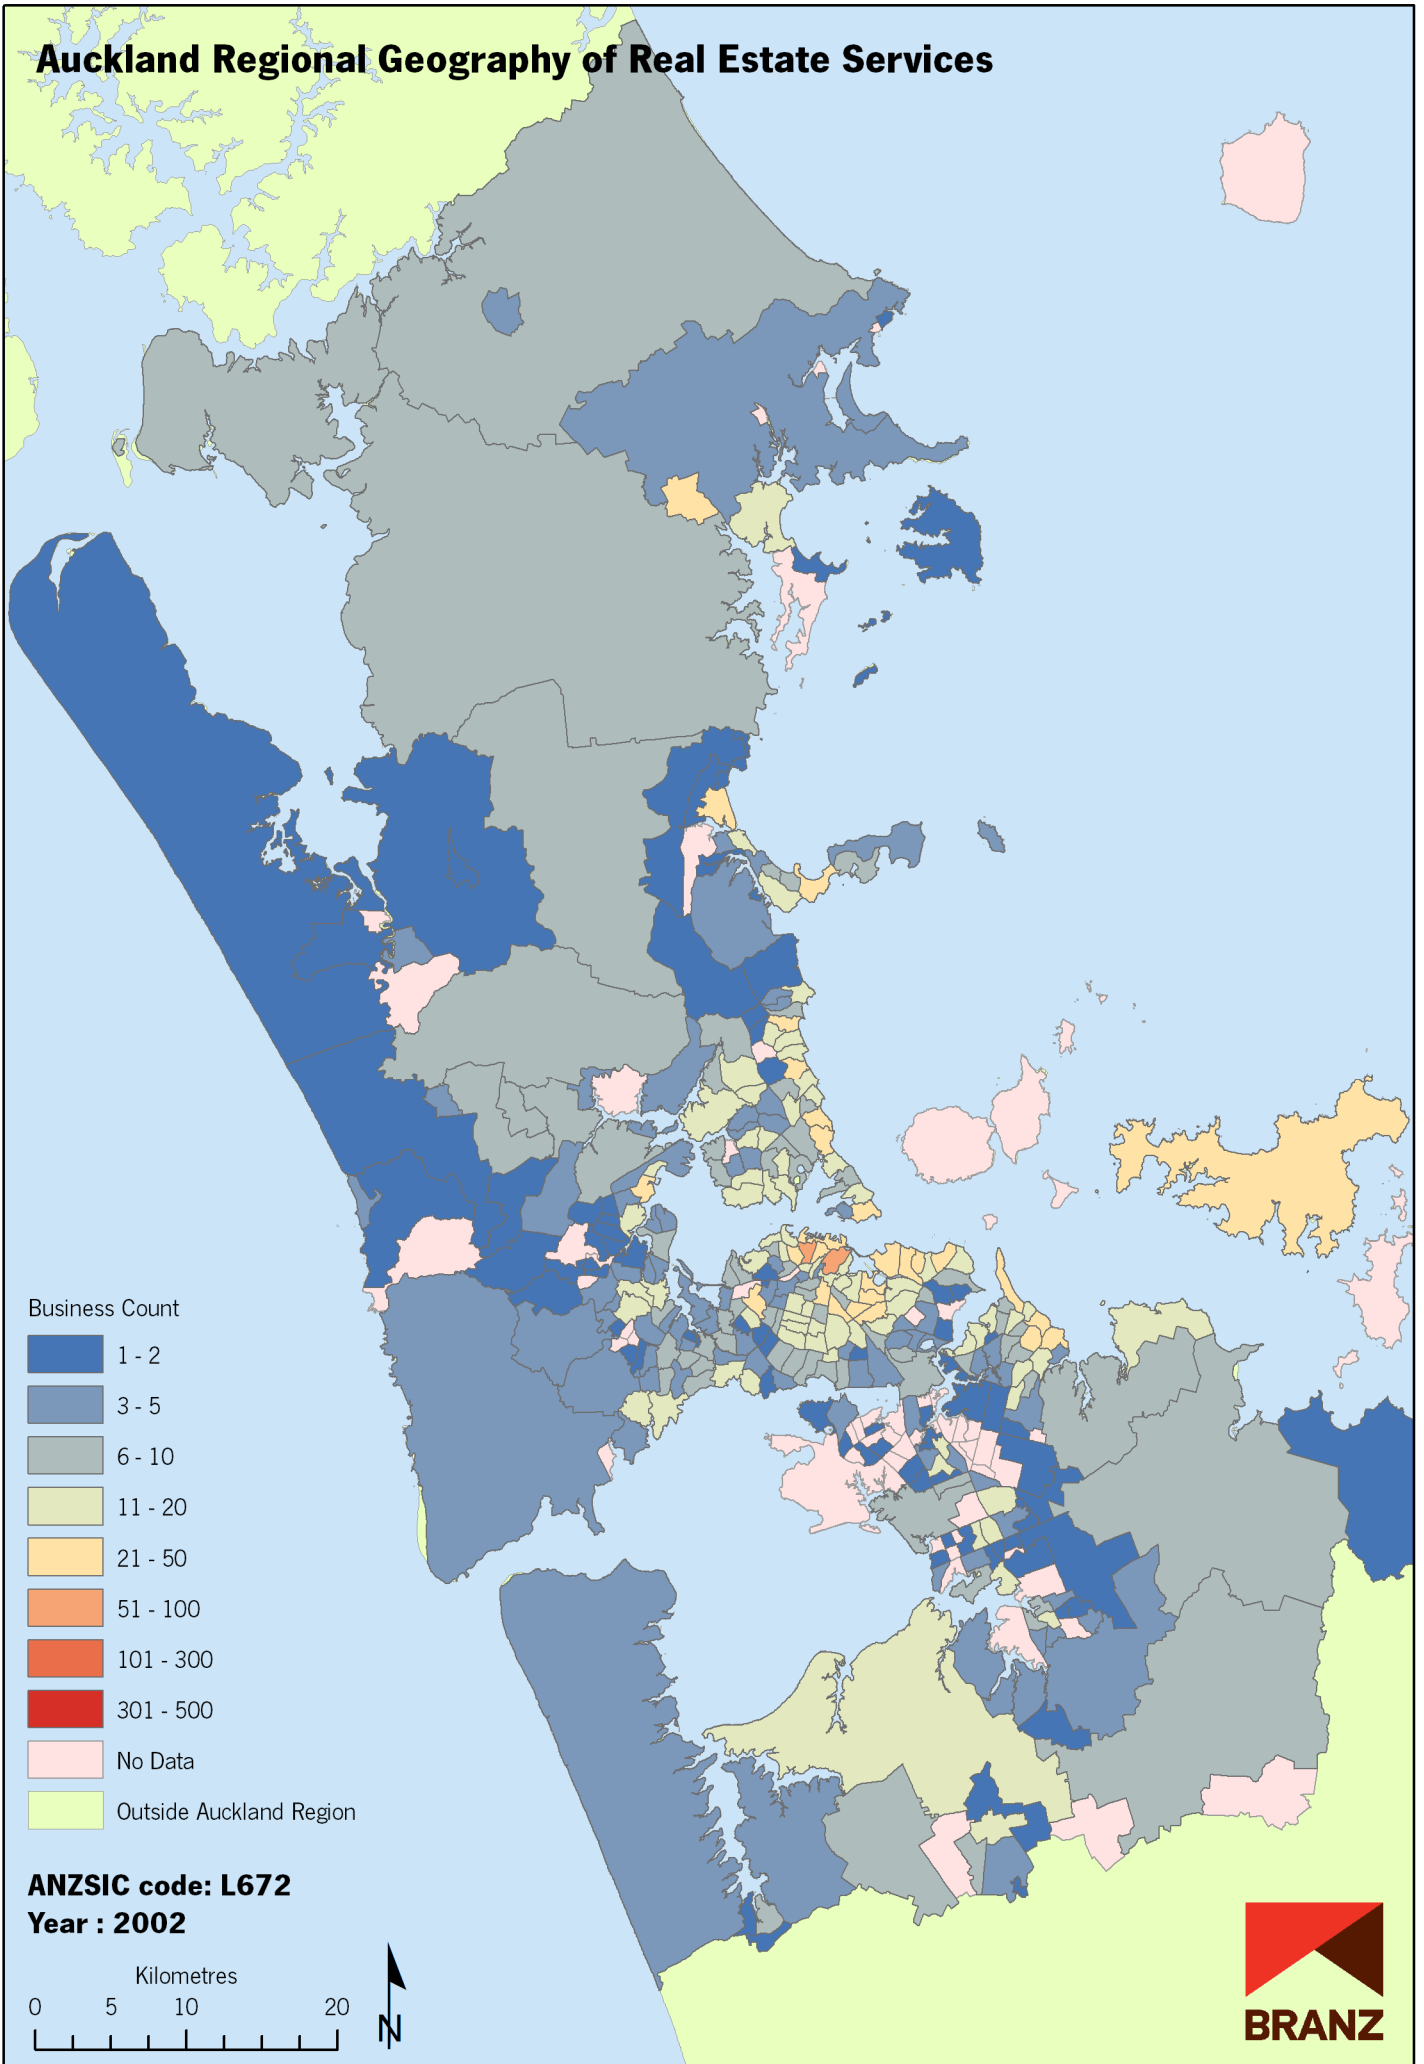 Auckland Regional Geography of Real Estate Services
Business Count
1 - 2
3 - 5
6 - 10
11 - 20
21 - 50
51 - 100
101 - 300
301 - 500
No Data
Outside Auckland Region
ANZSIC code: L672
Year : 2002
Kilometres
0 5 10 20
N
BRANZ